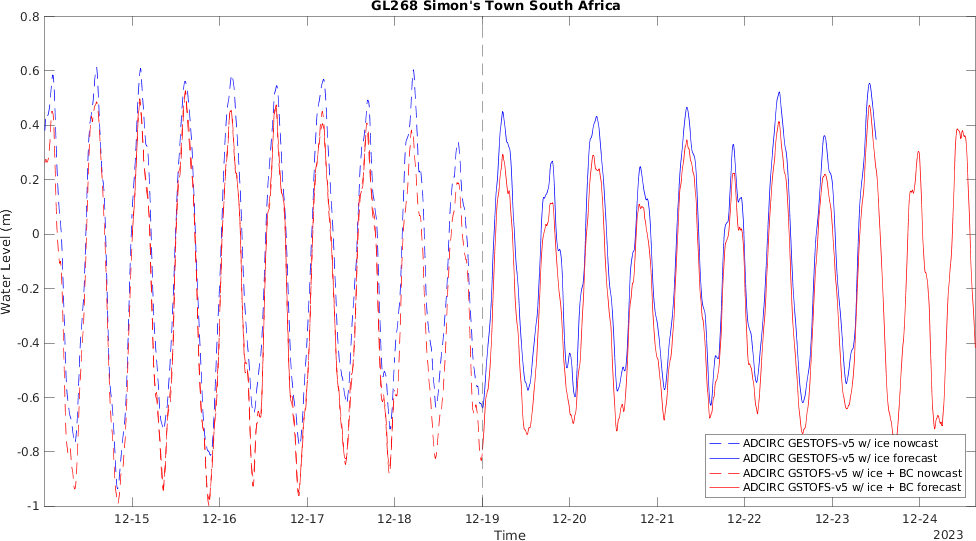 GL268 Simon's Town South Africa
0.8
0.6
0.4
0.2
0
-0.2
-0.4
-0.6
-0.8
-1
Water Level (m)
12-15 12-16 12-17 12-18 12-19 12-20 12-21 12-22 12-23 12-24
Time
2023
ADCIRC GESTOFS-v5 w/ ice nowcast
ADCIRC GESTOFS-v5 w/ ice forecast
ADCIRC GSTOFS-v5 w/ ice + BC nowcast
ADCIRC GSTOFS-v5 w/ ice + BC forecast